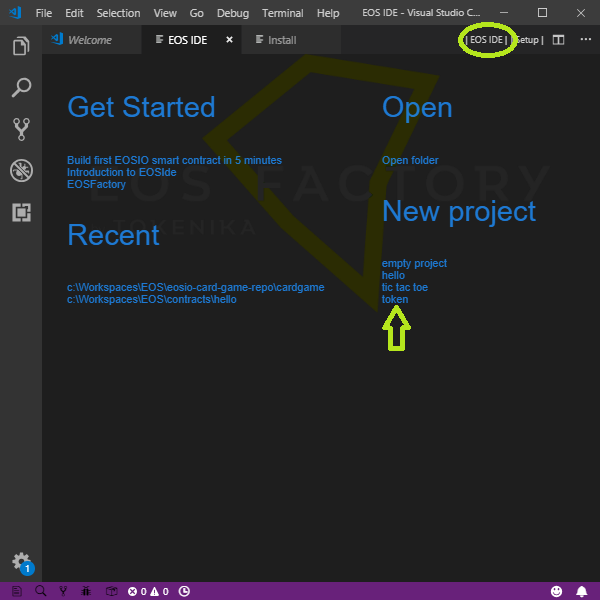 File Edit Selection View Go Debug Terminal Help EOS IDE - Visual Studio C...
Welcome EOS IDE Install | EOS IDE | | Setup |
Get Started
Build first EOSIO smart contract in 5 minutes
Introduction to EOSIde
EOSFactory
Recent
c:\Workspaces\EOS\eosio-card-game-repo\cardgame
c:\Workspaces\EOS\contracts\hello
Open
Open folder
New project
empty project
hello
tic tac toe
token
EOS FACTORY
TOKENIKA
1
0 0